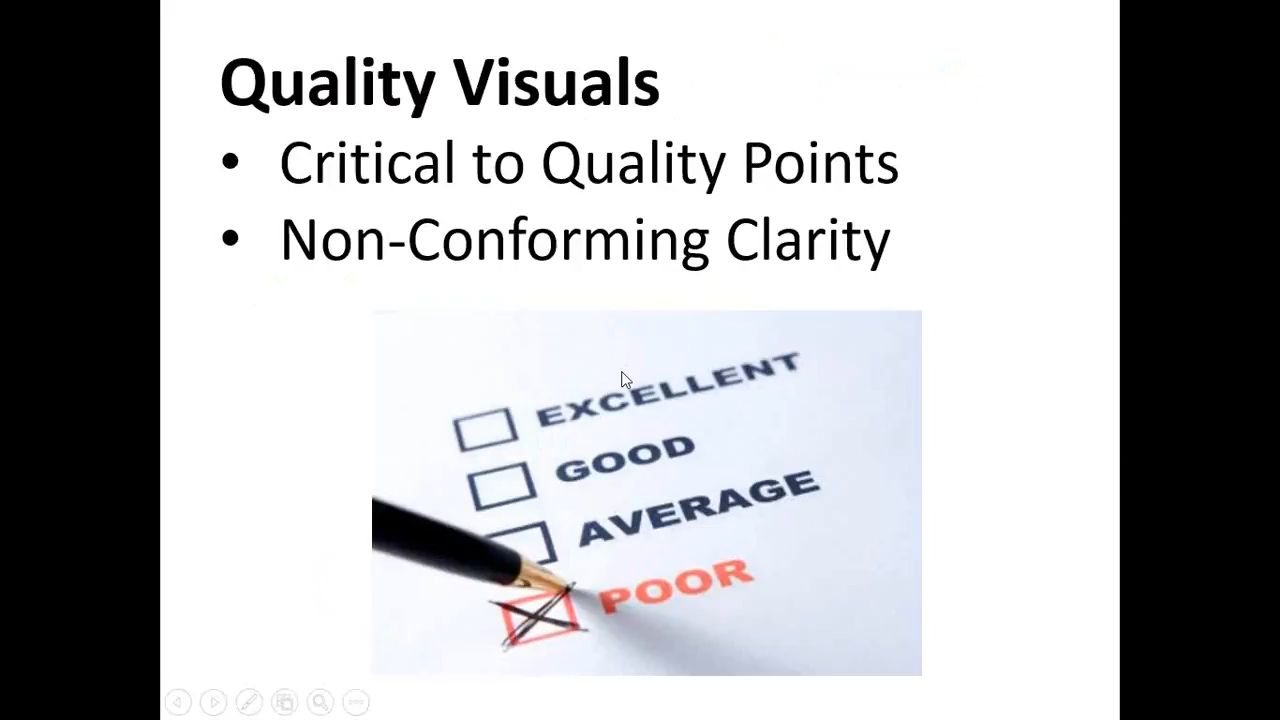 Quality Visuals
• Critical to Quality Points
• Non-Conforming Clarity
EXCELLENT
GOOD
AVERAGE
POOR